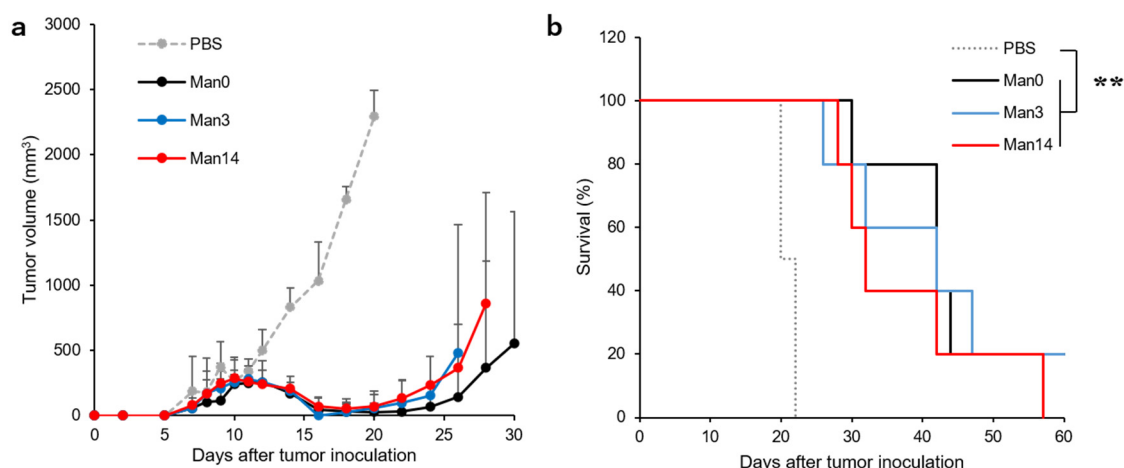 a
Tumor volume (mm³)
3000
2500
2000
1500
1000
500
0
0 5 10 15 20 25 30
Days after tumor inoculation
PBS
Man0
Man3
Man14
b
Survival (%)
120
100
80
60
40
20
0
0 10 20 30 40 50 60
Days after tumor inoculation
PBS
Man0
Man3
Man14
**